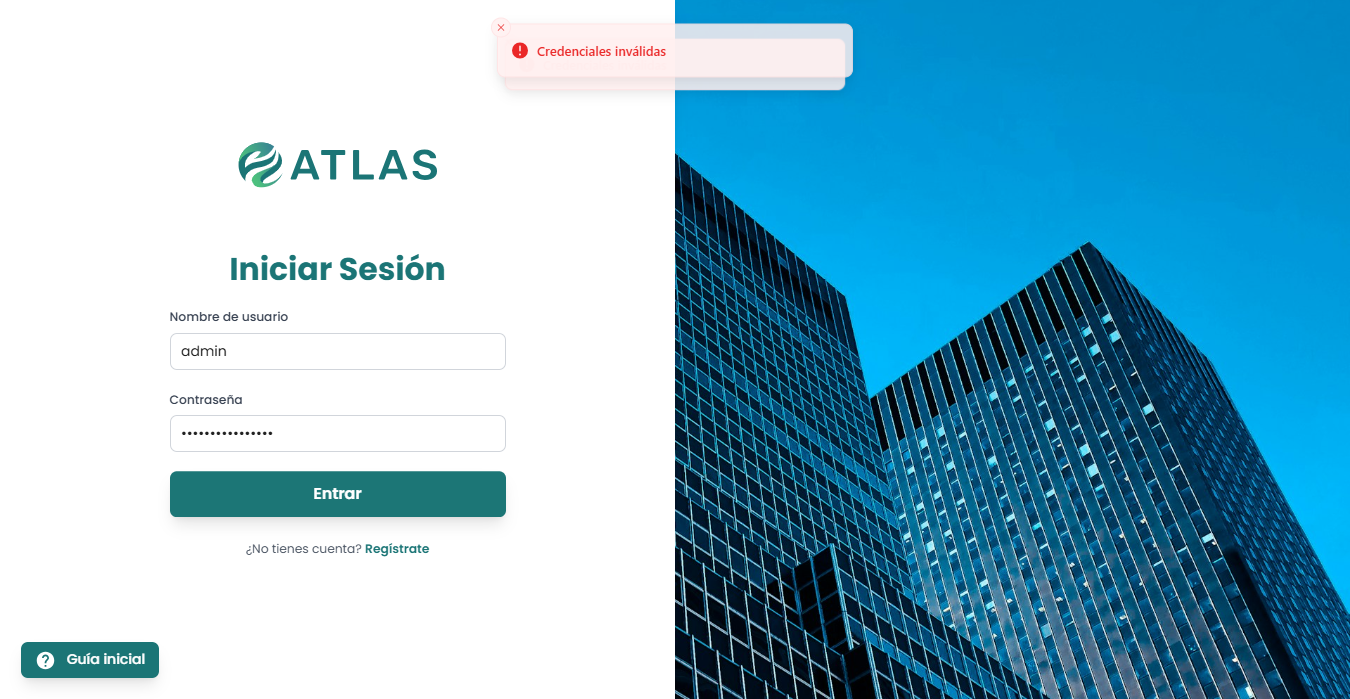 Credenciales inválidas
ATLAS
Iniciar Sesión
Nombre de usuario
admin
Contraseña
••••••••••••••••
Entrar
¿No tienes cuenta? Regístrate
Guía inicial